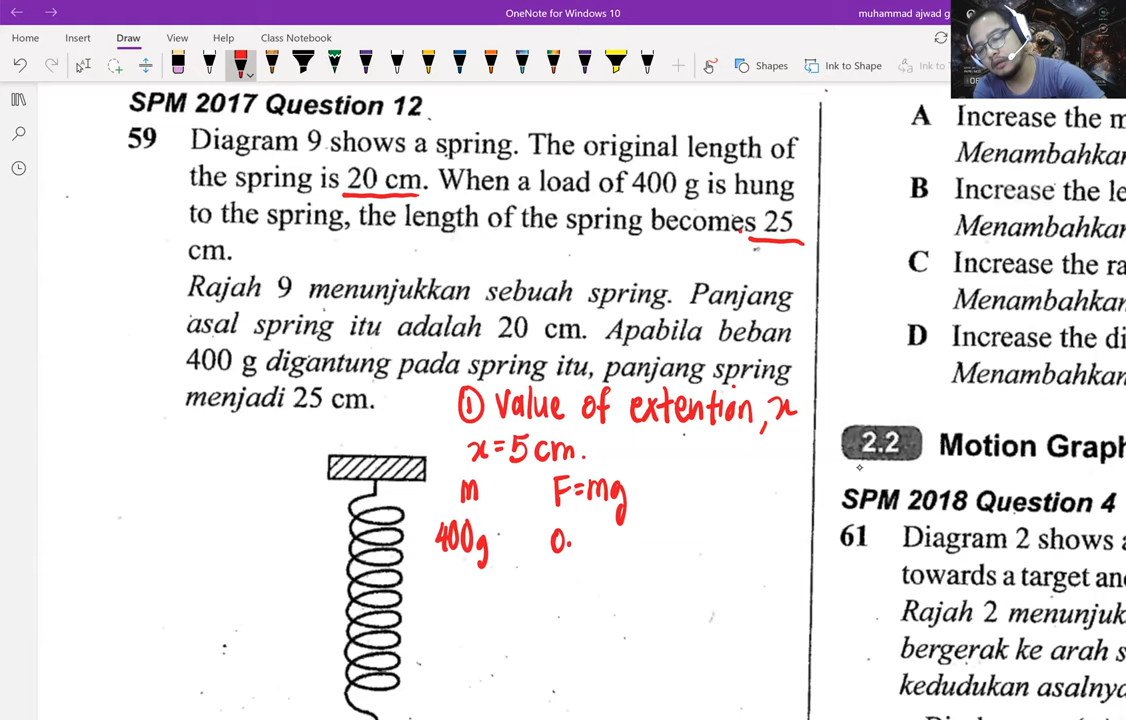 OneNote for Windows 10
muhammad ajwad g
Home Insert Draw View Help Class Notebook
Shapes Ink to Shape Ink to
SPM 2017 Question 12
59 Diagram 9 shows a spring. The original length of
the spring is 20 cm. When a load of 400 g is hung
to the spring, the length of the spring becomes 25
cm.
Rajah 9 menunjukkan sebuah spring. Panjang
asal spring itu adalah 20 cm. Apabila beban
400 g digantung pada spring itu, panjang spring
menjadi 25 cm.
① Value of extention, x
x = 5 cm.
m F = mg
400g 0.
A Increase the m
Menambahkan
B Increase the le
Menambahkan
C Increase the ra
Menambahkan
D Increase the di
Menambahkan
2.2 Motion Graph
SPM 2018 Question 4
61 Diagram 2 shows a
towards a target and
Rajah 2 menunjuk
bergerak ke arah s
kedudukan asalnya